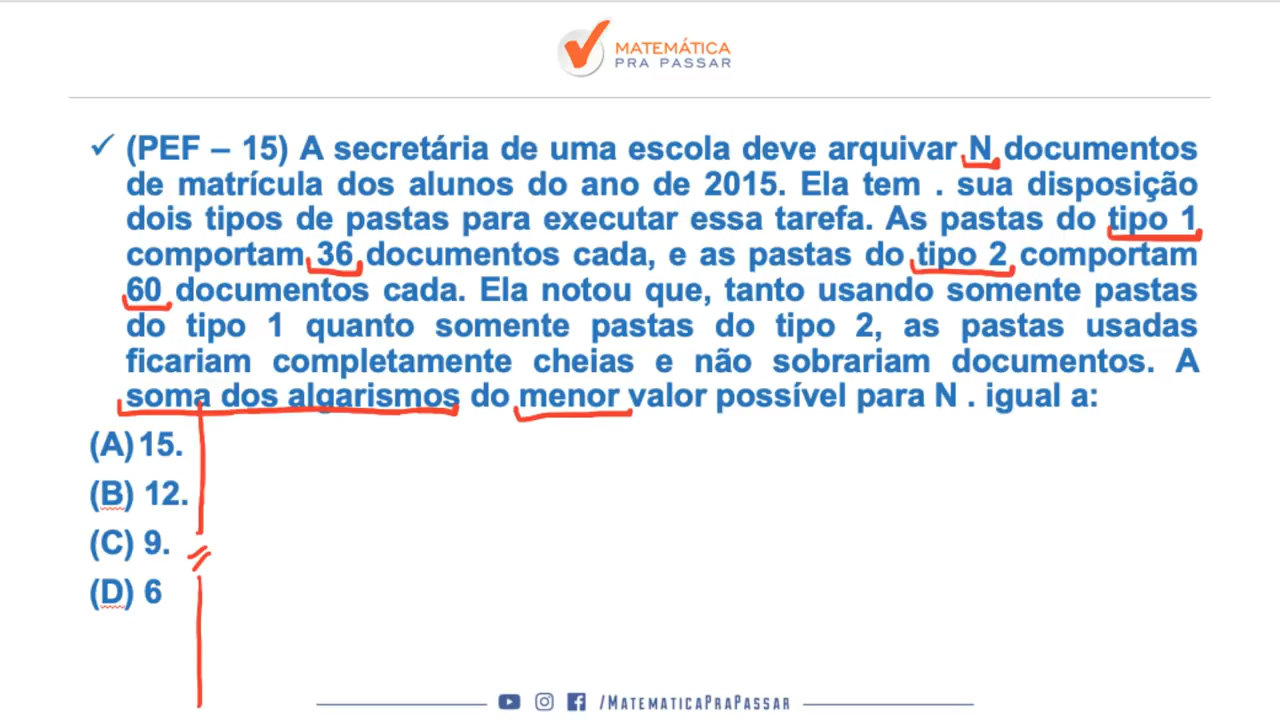 MATEMÁTICA
PRA PASSAR
✓ (PEF – 15) A secretária de uma escola deve arquivar N documentos
de matrícula dos alunos do ano de 2015. Ela tem . sua disposição
dois tipos de pastas para executar essa tarefa. As pastas do tipo 1
comportam 36 documentos cada, e as pastas do tipo 2 comportam
60 documentos cada. Ela notou que, tanto usando somente pastas
do tipo 1 quanto somente pastas do tipo 2, as pastas usadas
ficariam completamente cheias e não sobrariam documentos. A
soma dos algarismos do menor valor possível para N . igual a:
(A) 15.
(B) 12.
(C) 9.
(D) 6
/MATEMATICAPRAPASSAR